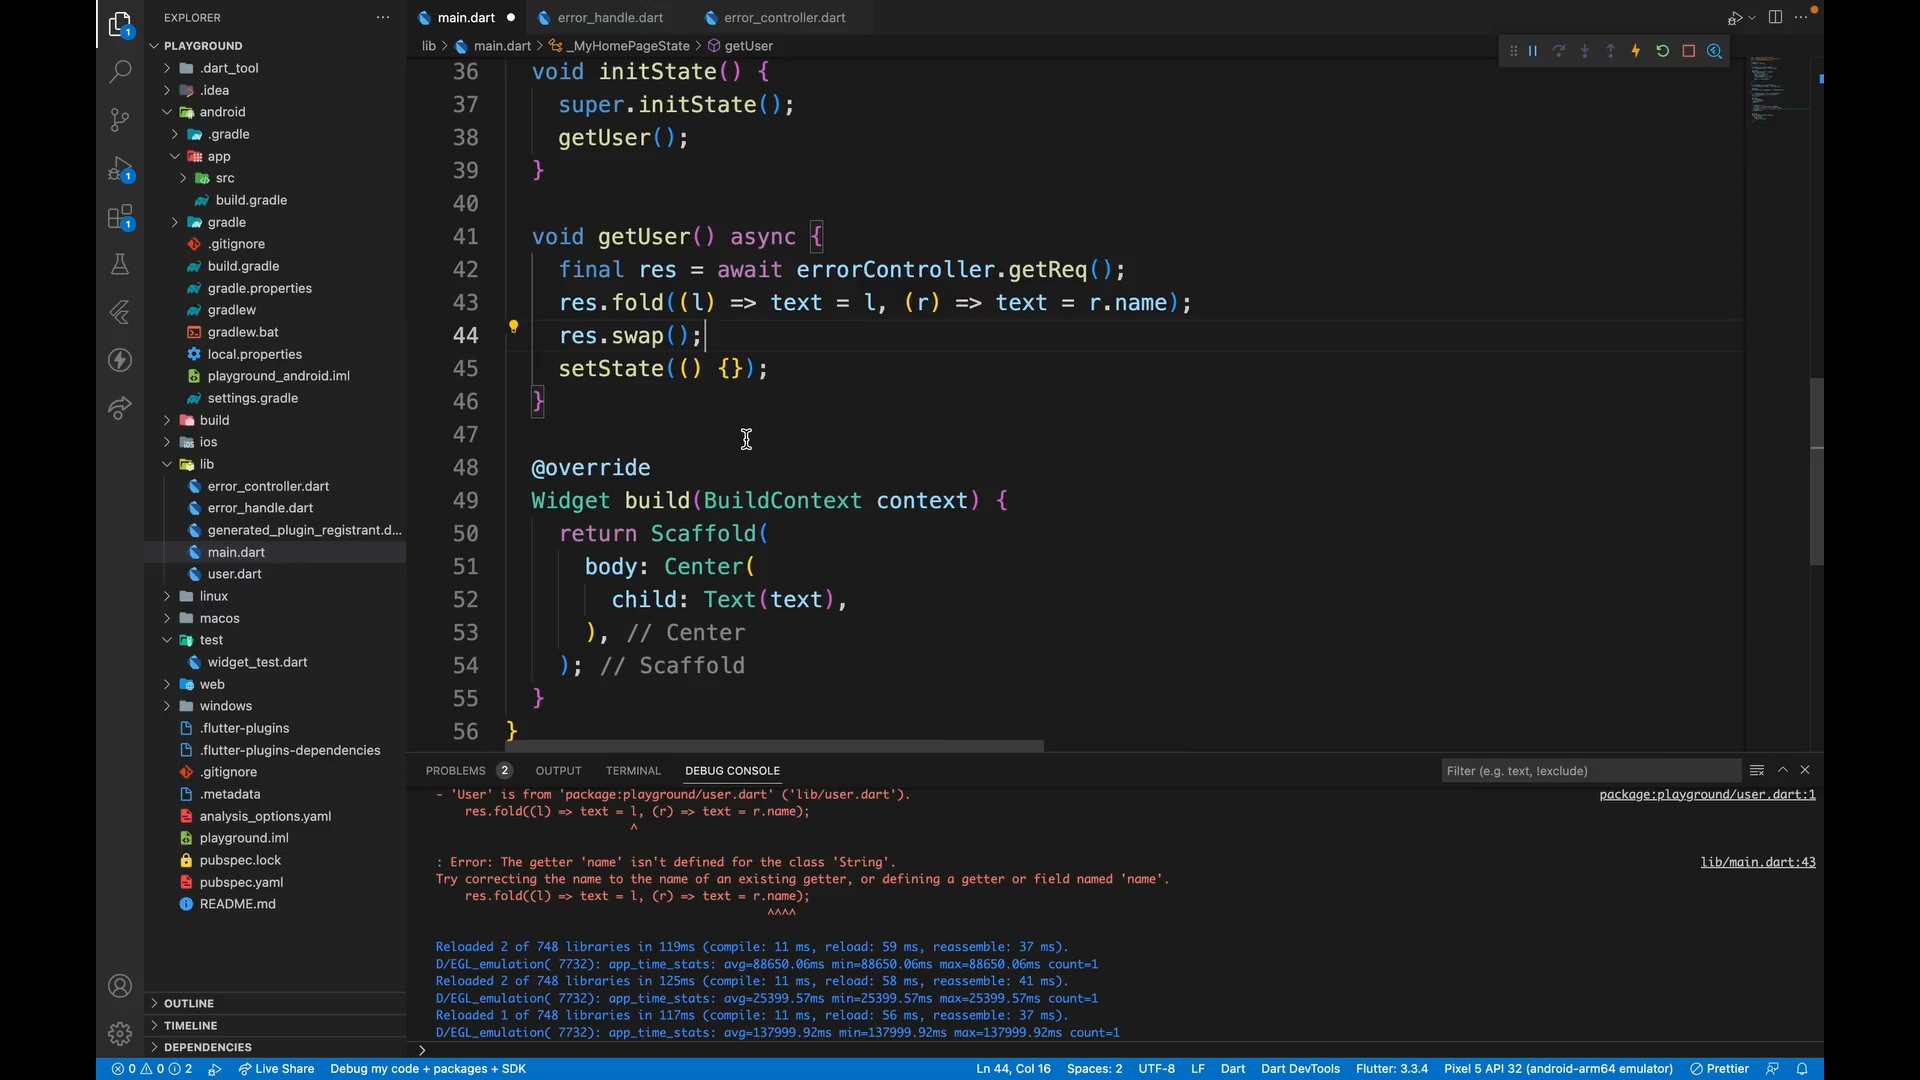 EXPLORER
PLAYGROUND
.dart_tool
.idea
android
.gradle
app
src
build.gradle
gradle
.gitignore
build.gradle
gradle.properties
gradlew
gradlew.bat
local.properties
playground_android.iml
settings.gradle
build
ios
lib
error_controller.dart
error_handle.dart
generated_plugin_registrant.d...
main.dart
user.dart
linux
macos
test
widget_test.dart
web
windows
.flutter-plugins
.flutter-plugins-dependencies
.gitignore
.metadata
analysis_options.yaml
playground.iml
pubspec.lock
pubspec.yaml
README.md
OUTLINE
TIMELINE
DEPENDENCIES
1
1
1
main.dart error_handle.dart error_controller.dart
lib > main.dart > _MyHomePageState > getUser
36 void initState() {
37 super.initState();
38 getUser();
39 }
40
41 void getUser() async {
42 final res = await errorController.getReq();
43 res.fold((l) => text = l, (r) => text = r.name);
44 res.swap();
45 setState(() {});
46 }
47
48 @override
49 Widget build(BuildContext context) {
50 return Scaffold(
51 body: Center(
52 child: Text(text),
53 ), // Center
54 ); // Scaffold
55 }
56 }
PROBLEMS 2 OUTPUT TERMINAL DEBUG CONSOLE Filter (e.g. text, !exclude)
- 'User' is from 'package:playground/user.dart' ('lib/user.dart'). package:playground/user.dart:1
res.fold((l) => text = l, (r) => text = r.name);
^
: Error: The getter 'name' isn't defined for the class 'String'. lib/main.dart:43
Try correcting the name to the name of an existing getter, or defining a getter or field named 'name'.
res.fold((l) => text = l, (r) => text = r.name);
^^^^
Reloaded 2 of 748 libraries in 119ms (compile: 11 ms, reload: 59 ms, reassemble: 37 ms).
D/EGL_emulation( 7732): app_time_stats: avg=88650.06ms min=88650.06ms max=88650.06ms count=1
Reloaded 2 of 748 libraries in 125ms (compile: 11 ms, reload: 58 ms, reassemble: 41 ms).
D/EGL_emulation( 7732): app_time_stats: avg=25399.57ms min=25399.57ms max=25399.57ms count=1
Reloaded 1 of 748 libraries in 117ms (compile: 11 ms, reload: 56 ms, reassemble: 37 ms).
D/EGL_emulation( 7732): app_time_stats: avg=137999.92ms min=137999.92ms max=137999.92ms count=1
>
0 0 2 Live Share Debug my code + packages + SDK Ln 44, Col 16 Spaces: 2 UTF-8 LF Dart Dart DevTools Flutter: 3.3.4 Pixel 5 API 32 (android-arm64 emulator) Prettier